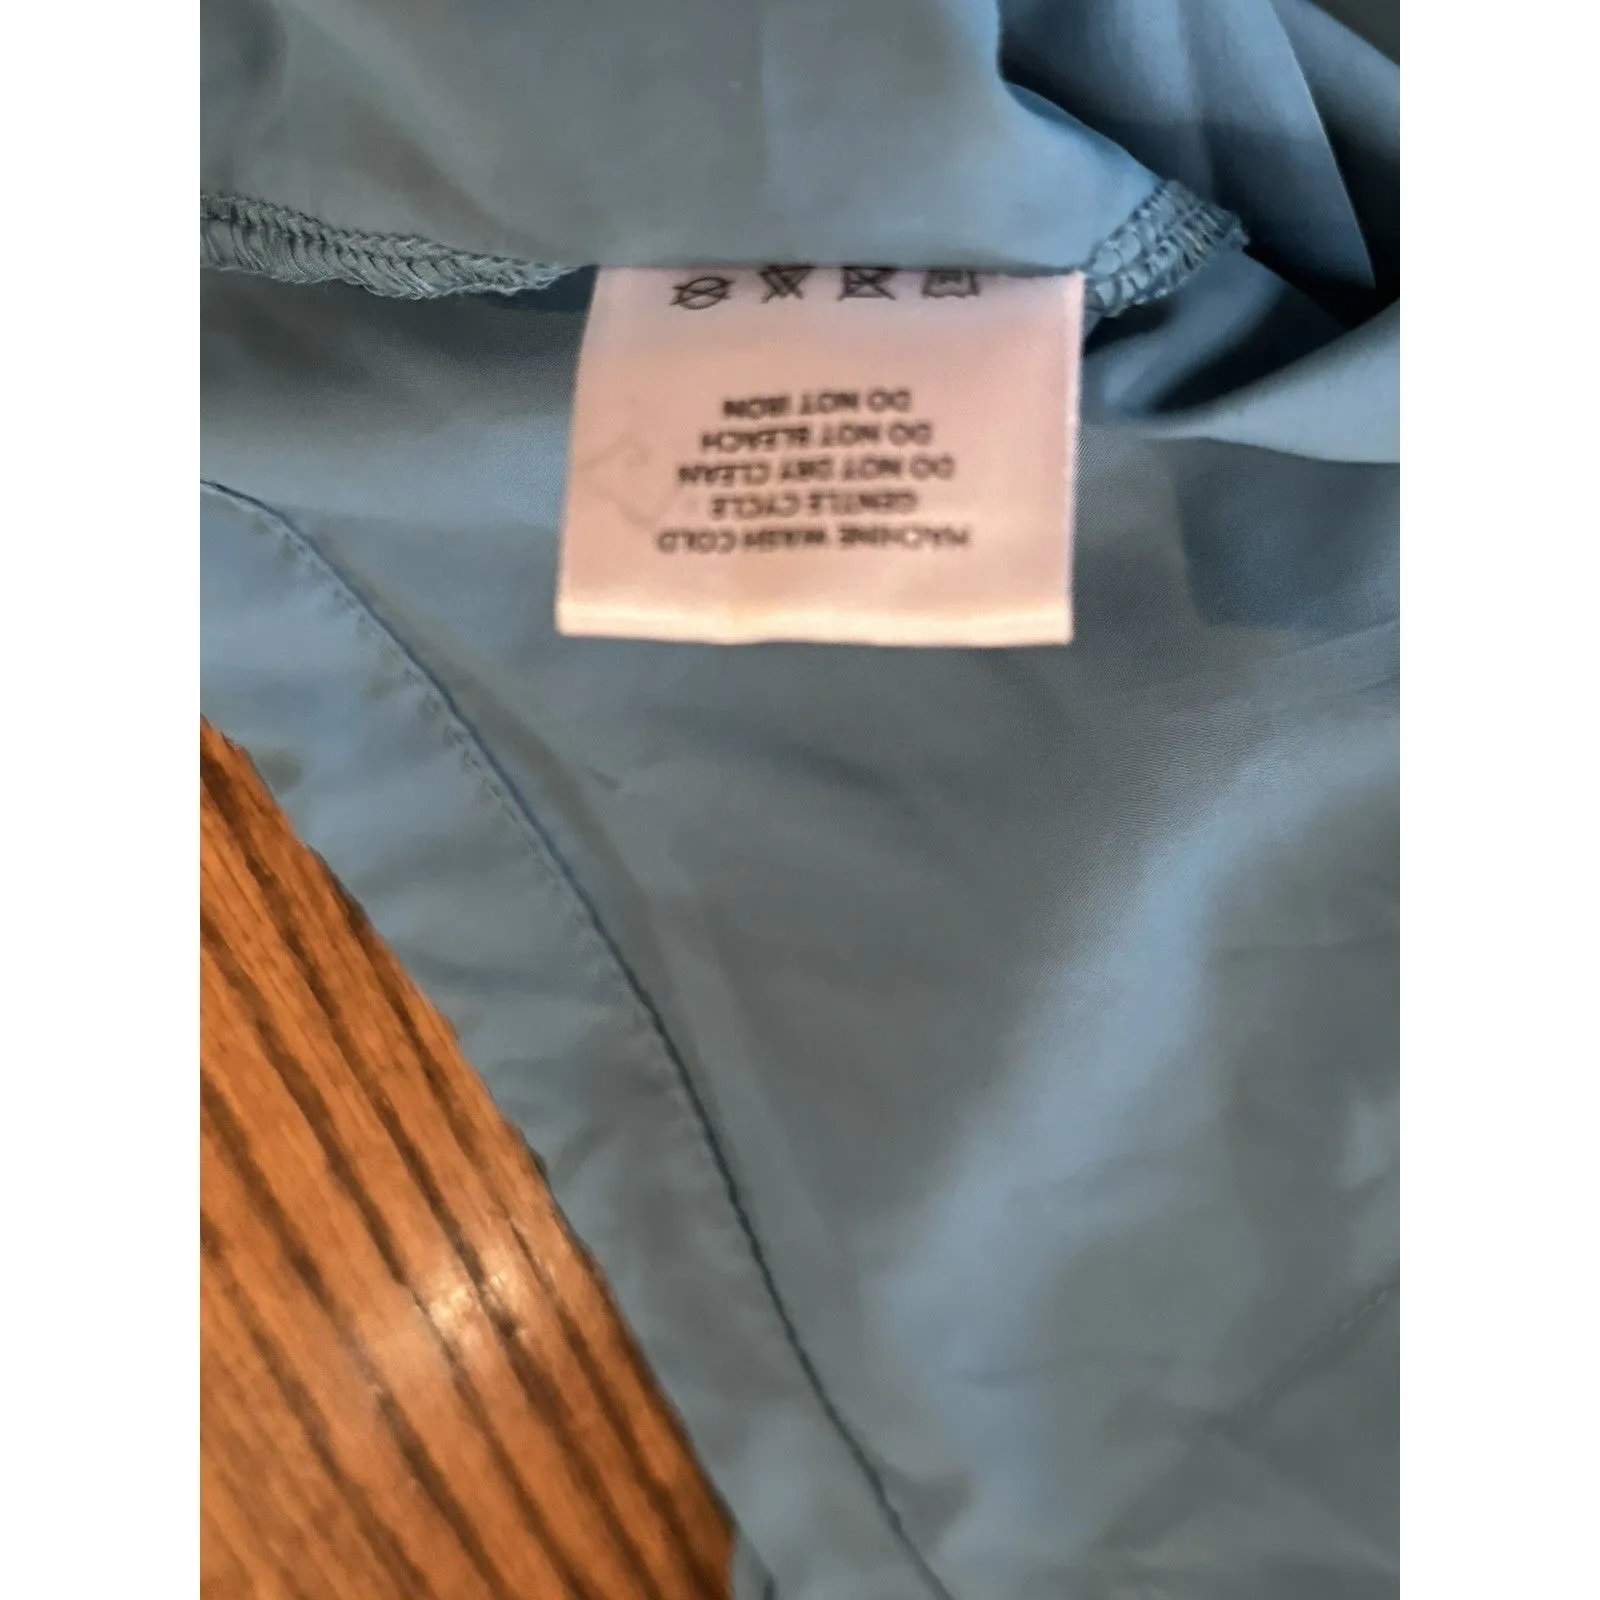 MACHINE WASH COLD
GENTLE CYCLE
DO NOT DRY CLEAN
DO NOT BLEACH
DO NOT IRON